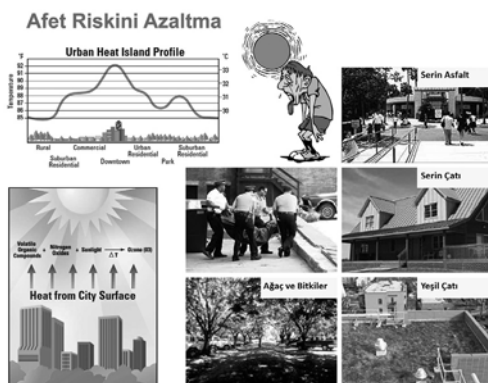 Afet Riskini Azaltma
Urban Heat Island Profile
°F
°C
Temperature
92
91
90
89
88
87
86
85
33
32
31
30
Rural
Commercial
Urban
Residential
Suburban
Residential
Suburban
Residential
Downtown
Park
Serin Asfalt
Serin Çatı
Volatile
Organic
Compounds
+
Nitrogen
Oxides
+
Sunlight
Ozone (03)
ΔT
Heat from City Surface
Ağaç ve Bitkiler
Yeşil Çatı